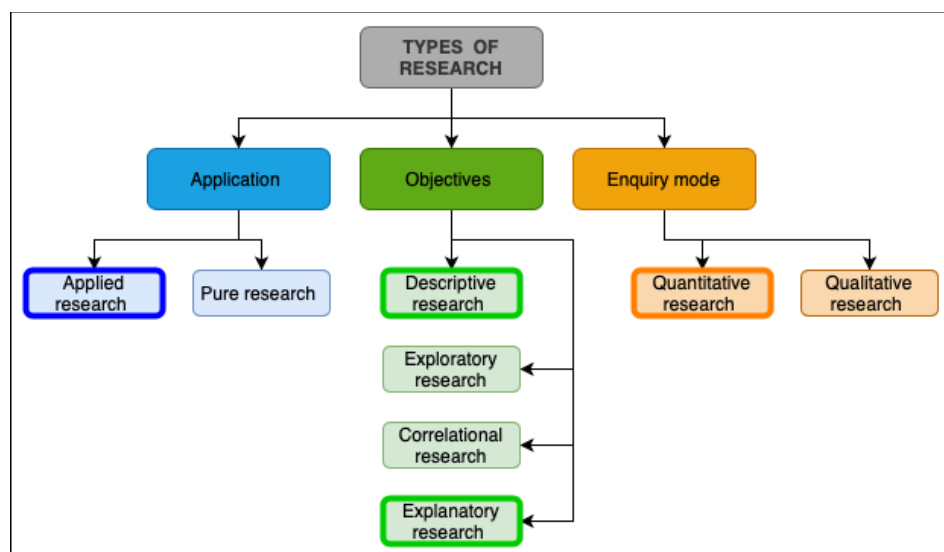 TYPES OF
RESEARCH
Application
Objectives
Enquiry mode
Applied
research
Pure research
Descriptive
research
Quantitative
research
Qualitative
research
Exploratory
research
Correlational
research
Explanatory
research